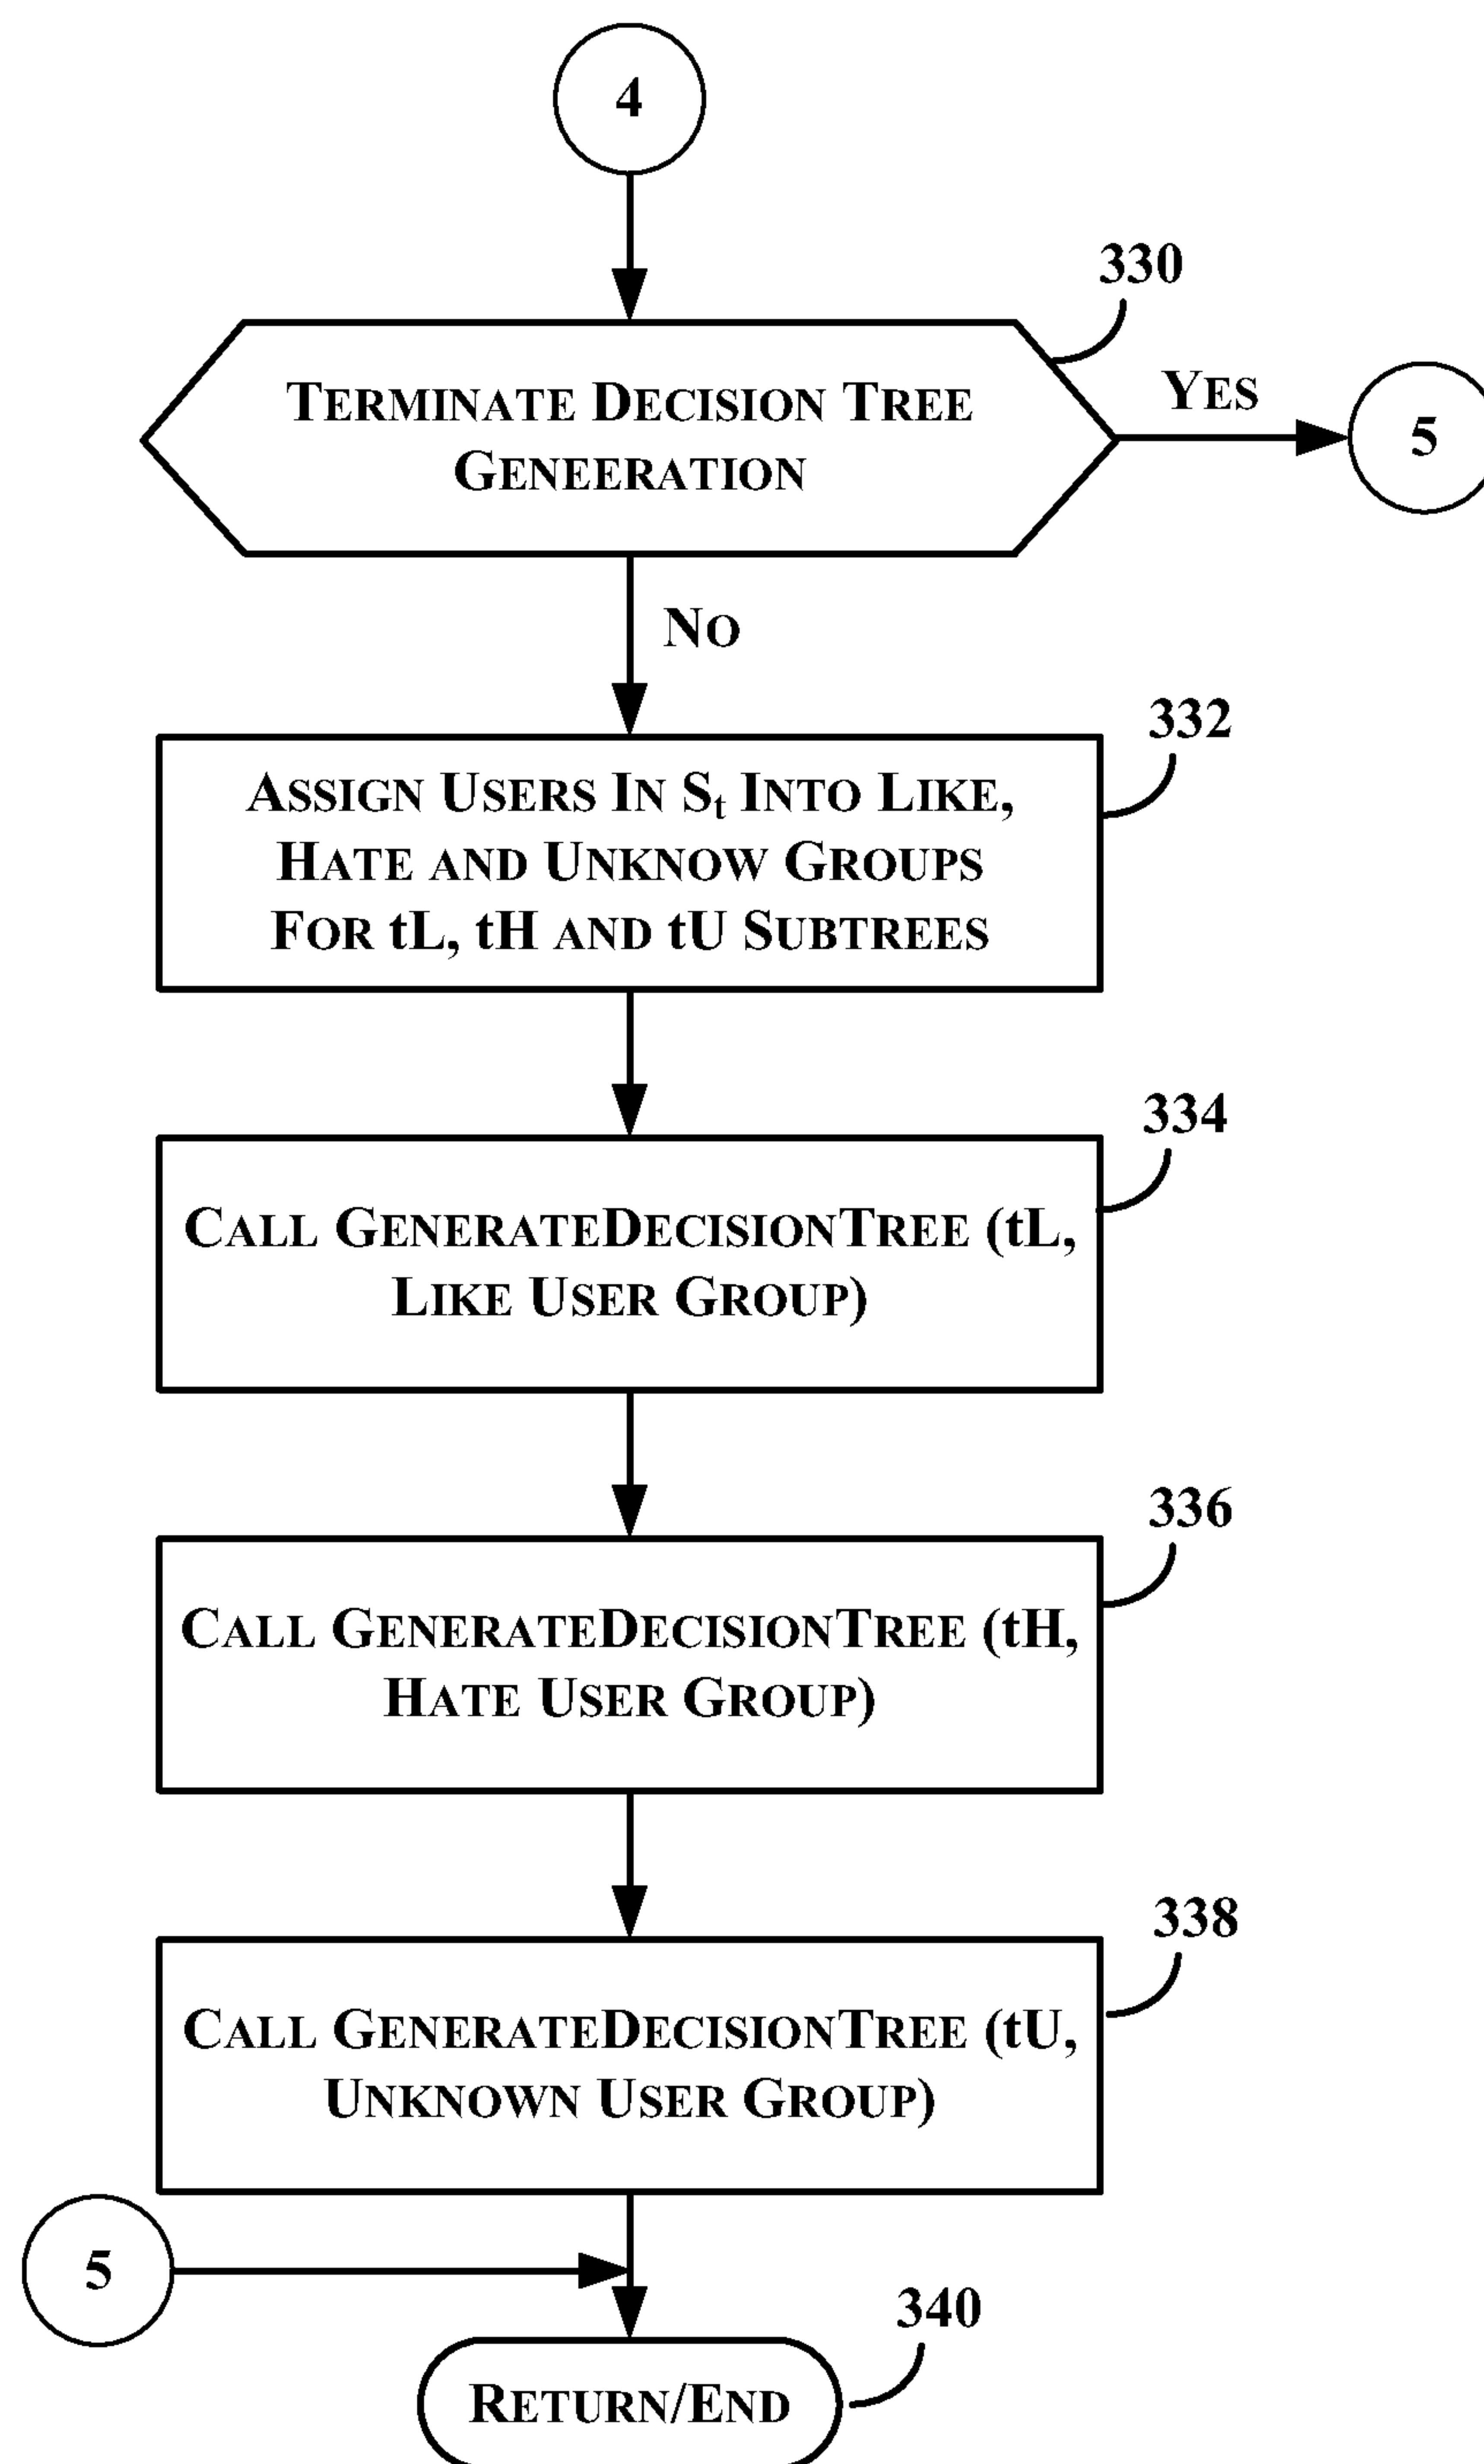 4
330
TERMINATE DECISION TREE
GENEERATION
YES
5
NO
332
ASSIGN USERS IN St INTO LIKE,
HATE AND UNKNOW GROUPS
FOR tL, tH AND tU SUBTREES
334
CALL GENERATEDECISIONTREE (tL,
LIKE USER GROUP)
336
CALL GENERATEDECISIONTREE (tH,
HATE USER GROUP)
338
CALL GENERATEDECISIONTREE (tU,
UNKNOWN USER GROUP)
5
340
RETURN/END